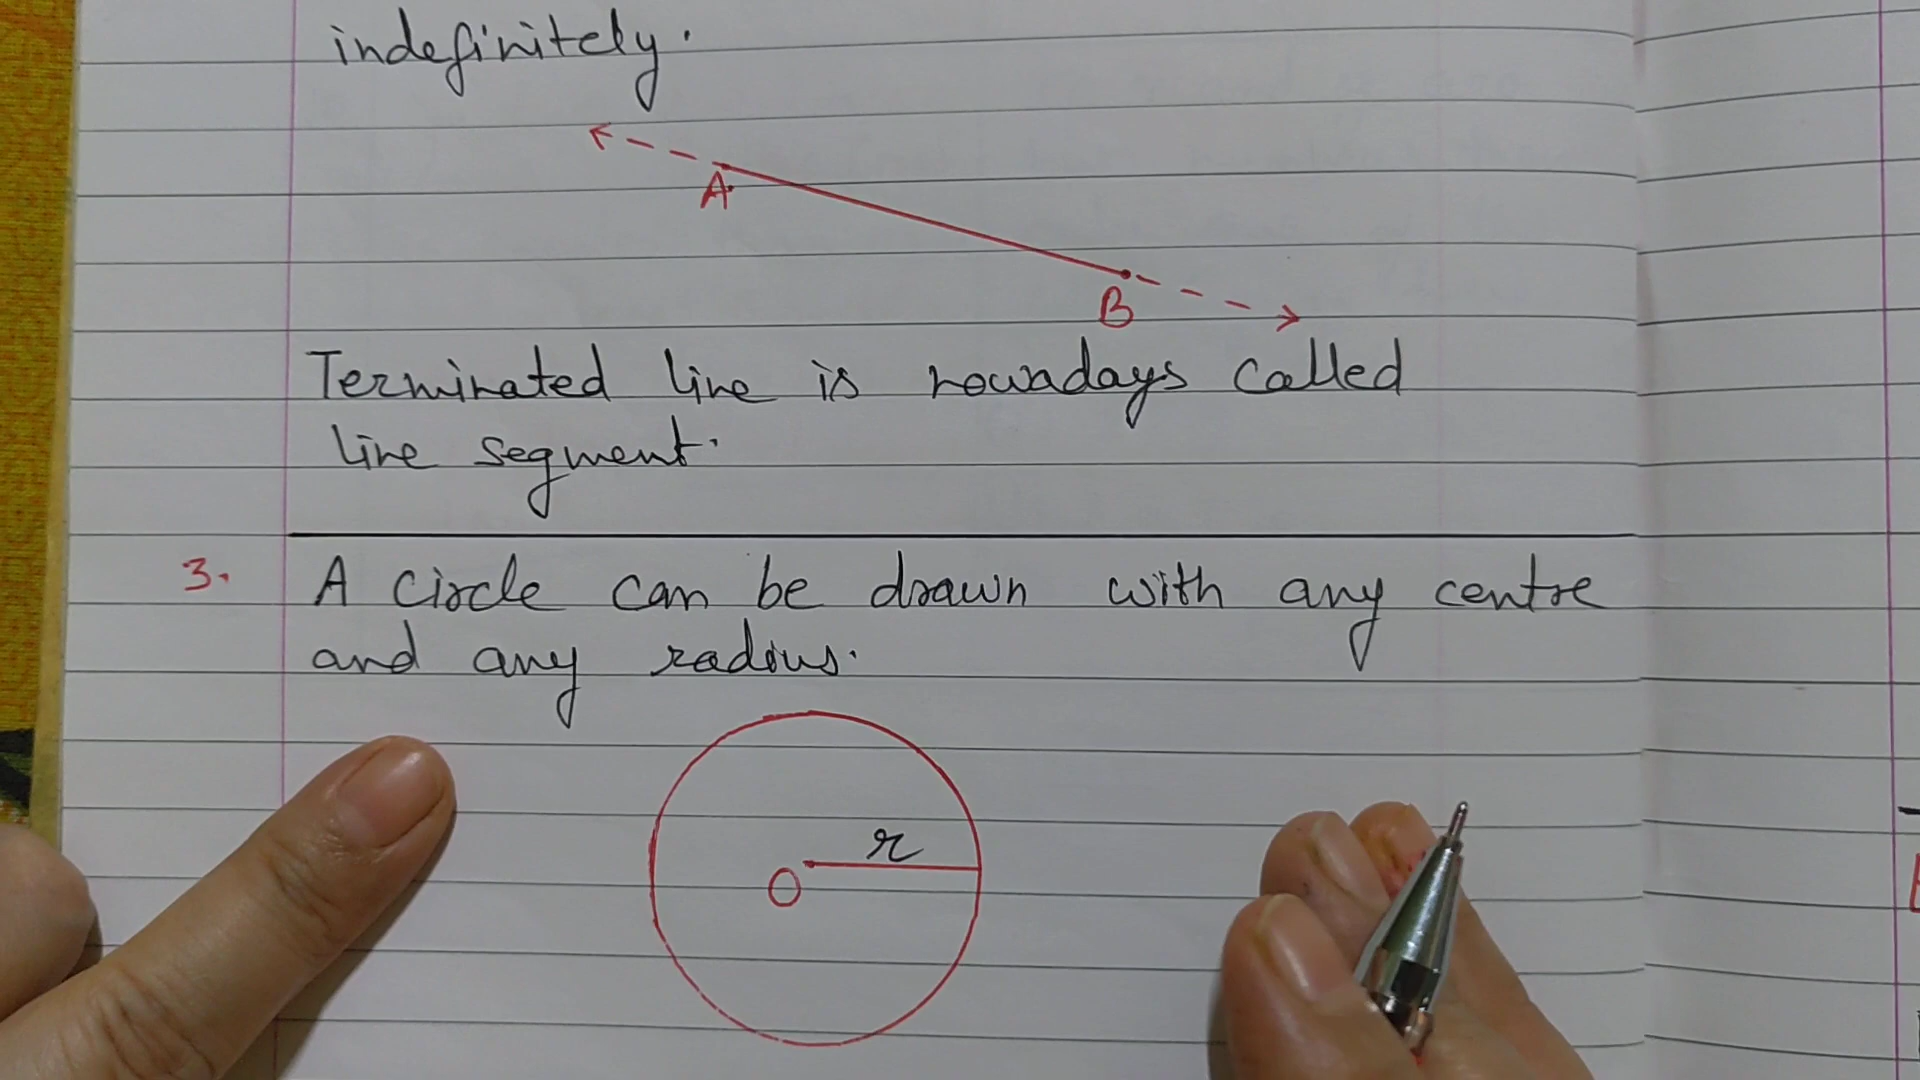 indefinitely.
A
B
Terminated line is nowadays called
line segment.
3. A circle can be drawn with any centre
and any radius.
r
O